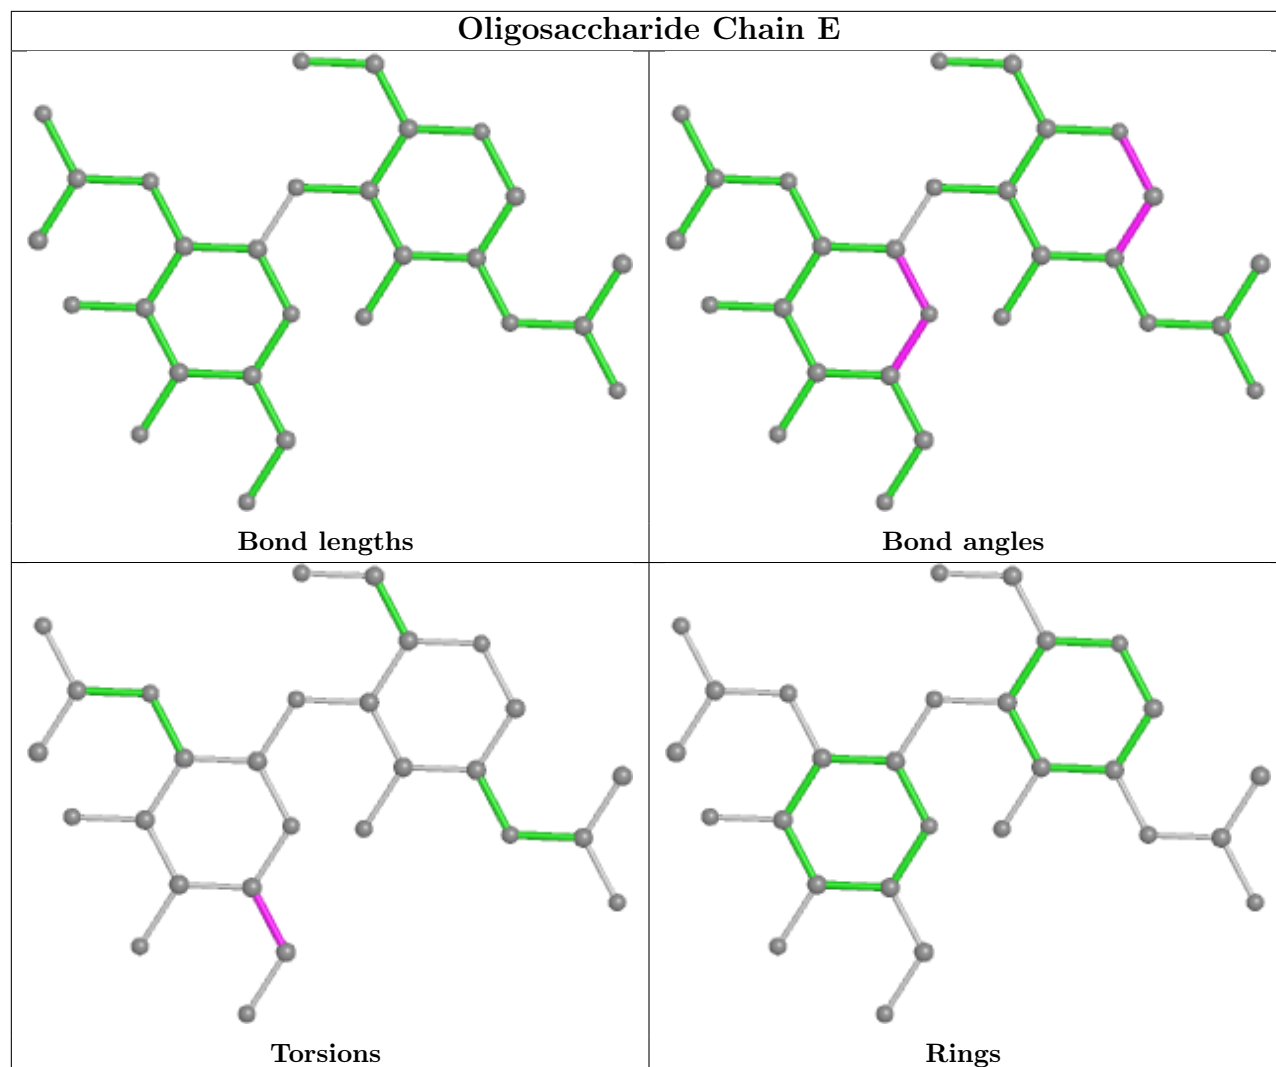 Oligosaccharide Chain E
Bond lengths
Bond angles
Torsions
Rings